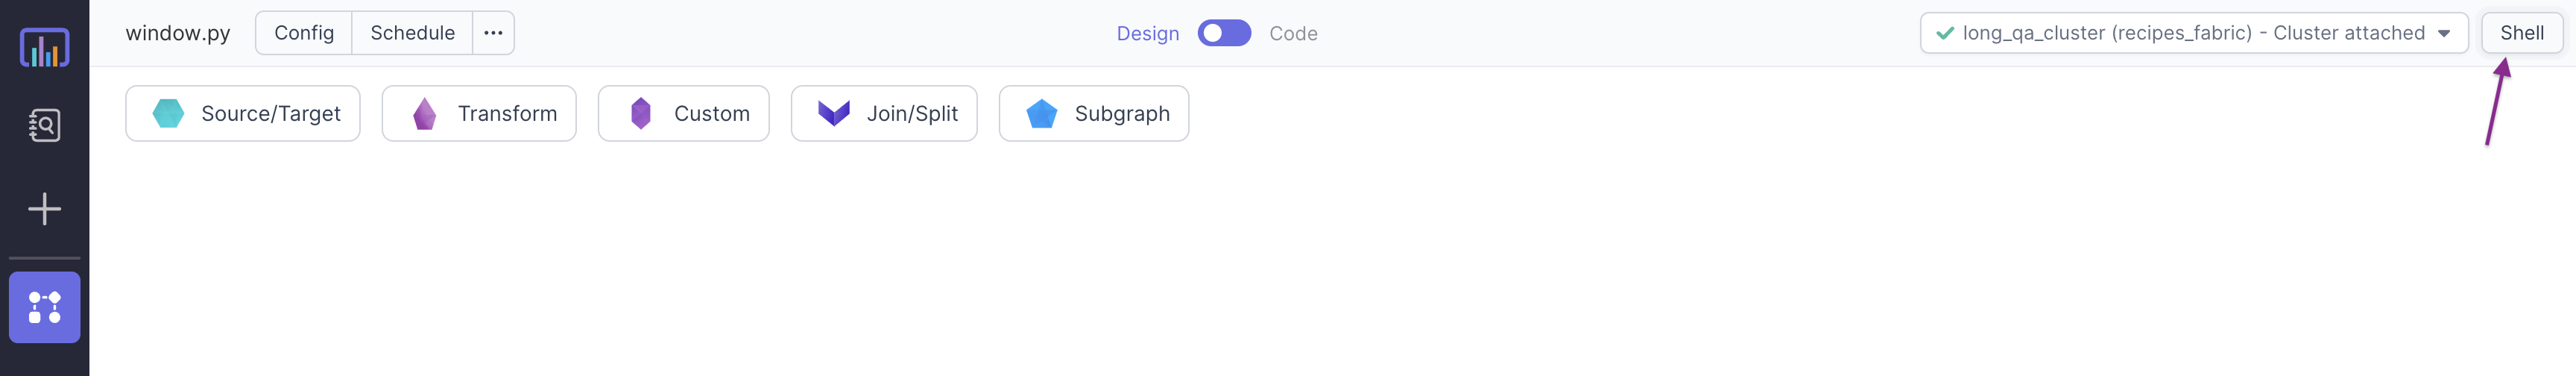 window.py Config Schedule ... Design Code long_qa_cluster (recipes_fabric) - Cluster attached Shell
Source/Target Transform Custom Join/Split Subgraph